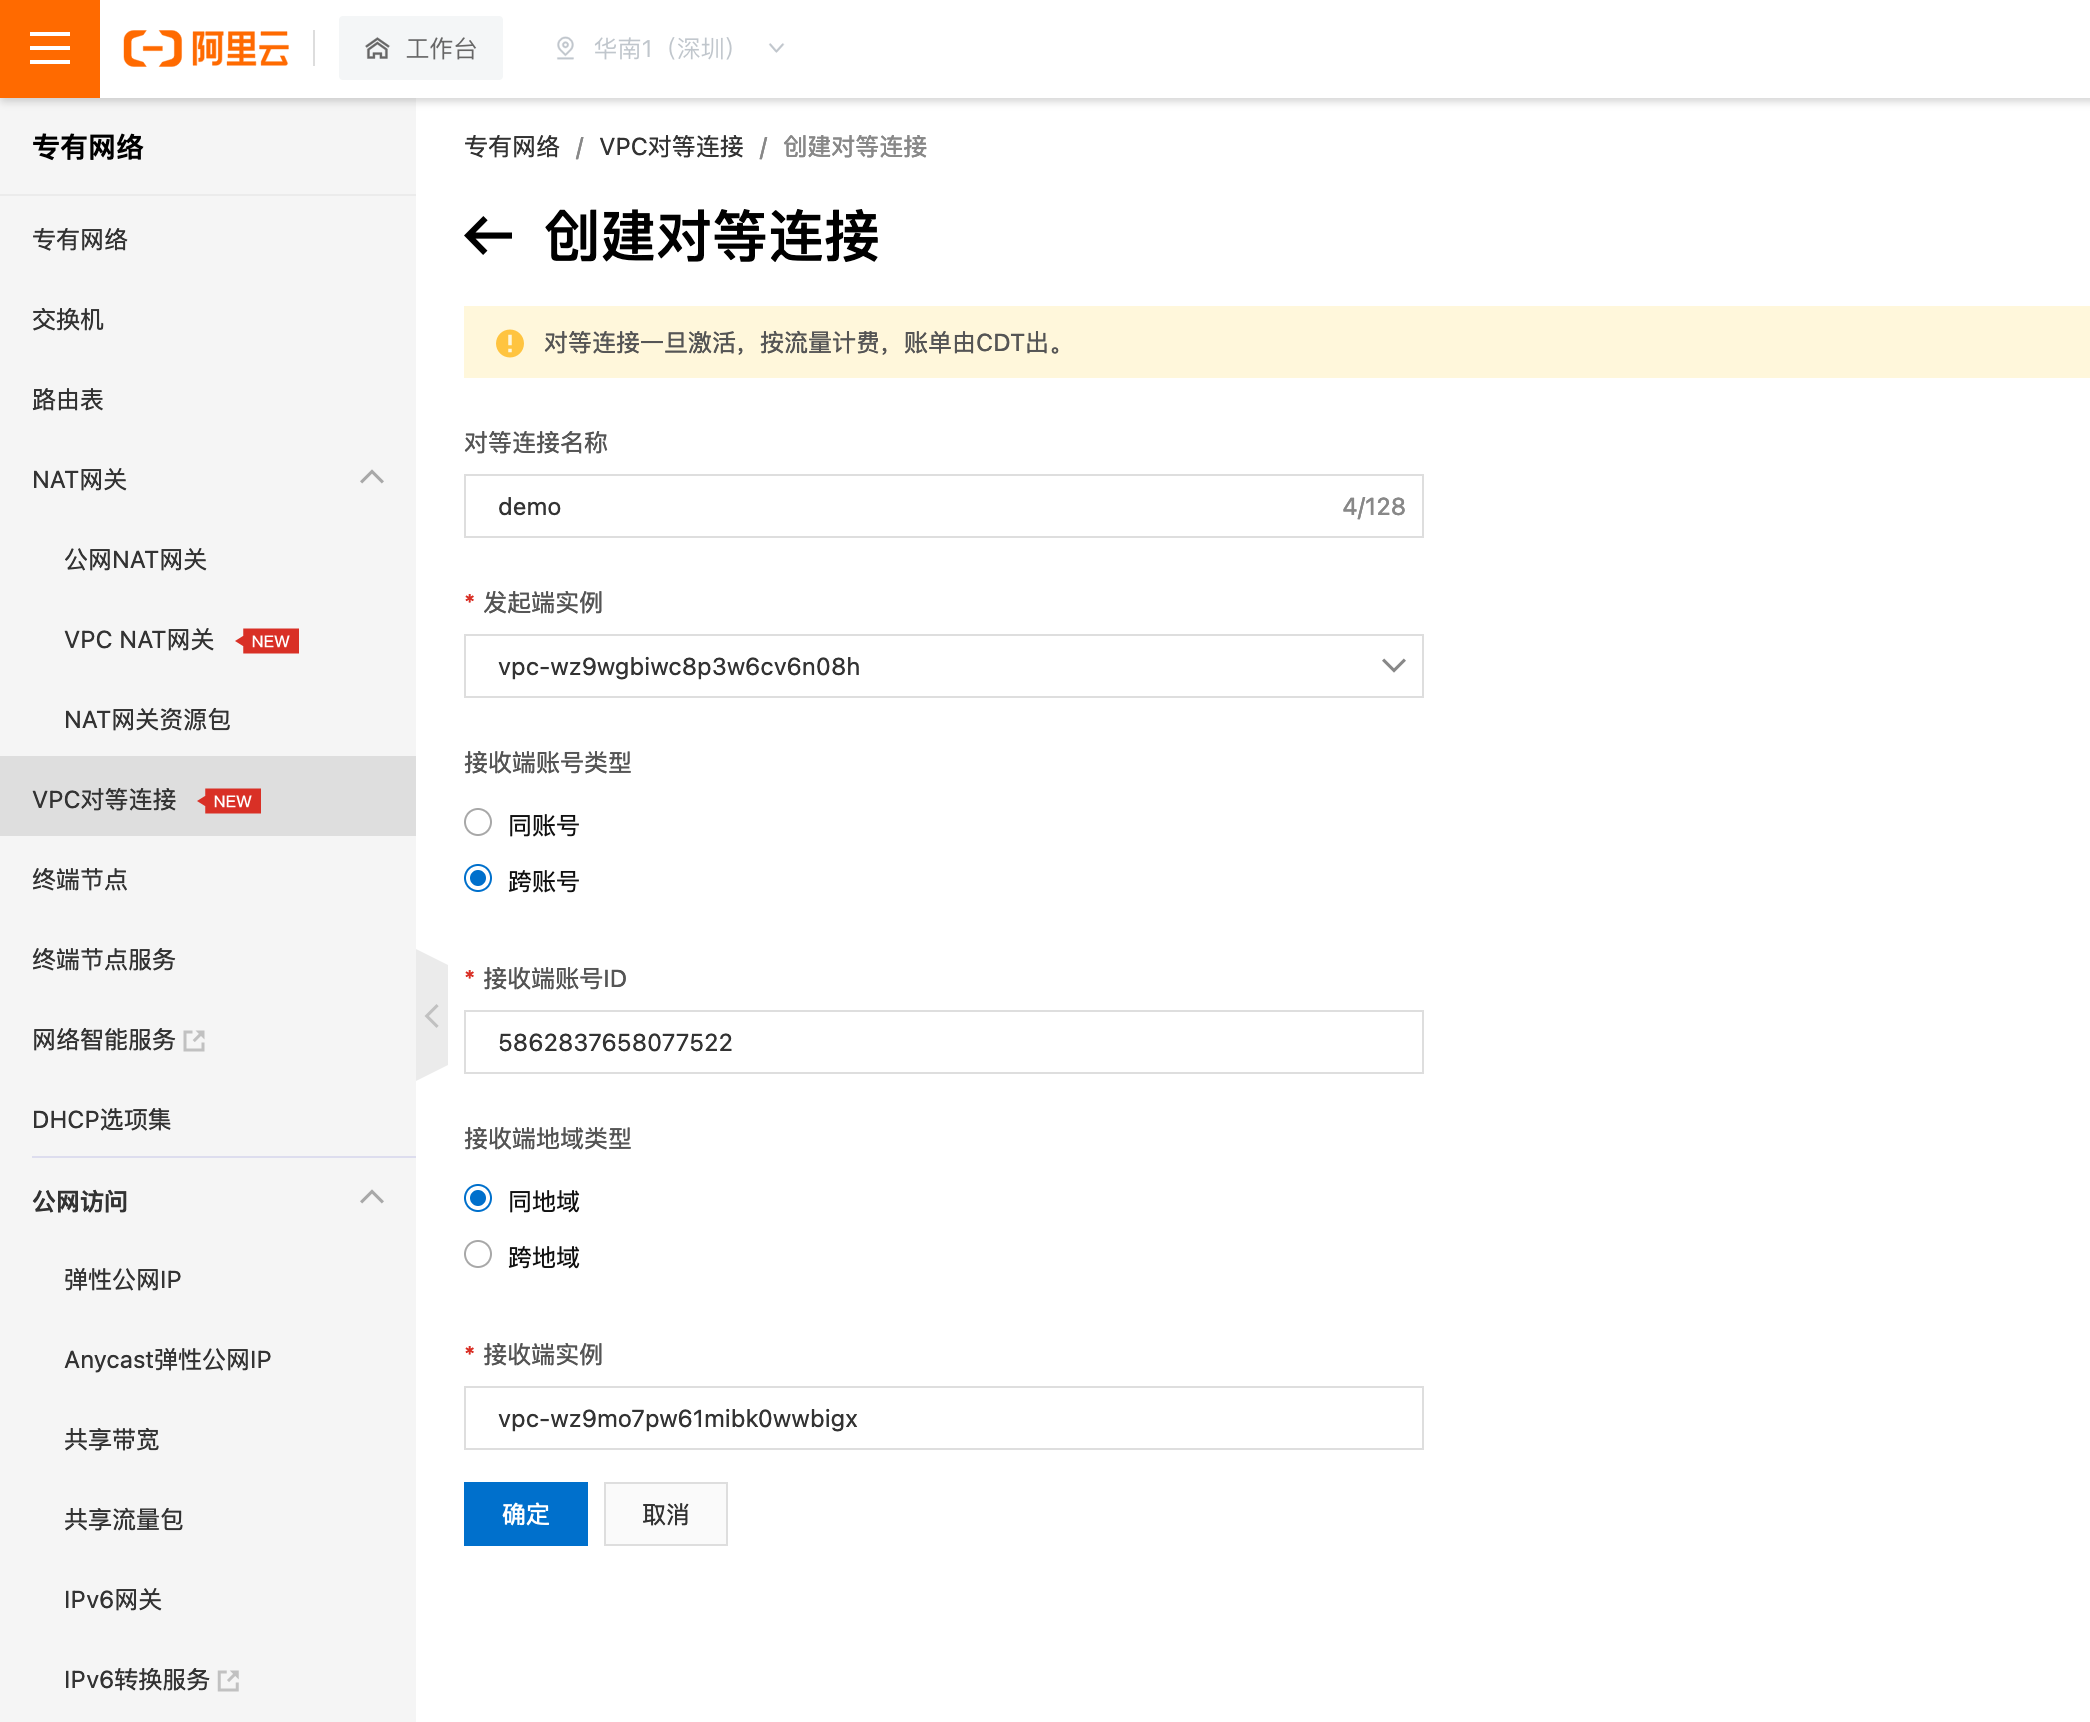 阿里云
工作台
华南1（深圳）
专有网络
专有网络
交换机
路由表
NAT网关
公网NAT网关
VPC NAT网关 NEW
NAT网关资源包
VPC对等连接 NEW
终端节点
终端节点服务
网络智能服务
DHCP选项集
公网访问
弹性公网IP
Anycast弹性公网IP
共享带宽
共享流量包
IPv6网关
IPv6转换服务
专有网络 / VPC对等连接 / 创建对等连接
创建对等连接
对等连接一旦激活，按流量计费，账单由CDT出。
对等连接名称
demo 4/128
* 发起端实例
vpc-wz9wgbiwc8p3w6cv6n08h
接收端账号类型
同账号
跨账号
* 接收端账号ID
5862837658077522
接收端地域类型
同地域
跨地域
* 接收端实例
vpc-wz9mo7pw61mibk0wwbigx
确定 取消